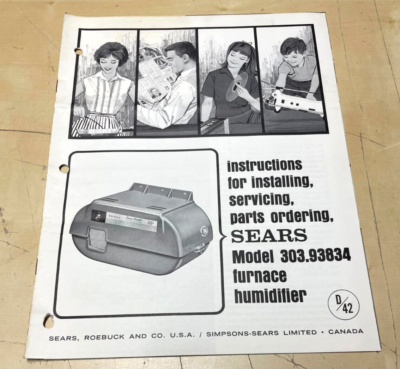 instructions
for installing,
servicing,
parts ordering,
SEARS
Model 303.93834
furnace
humidifier
D/42
SEARS, ROEBUCK AND CO. U.S.A. / SIMPSONS-SEARS LIMITED • CANADA